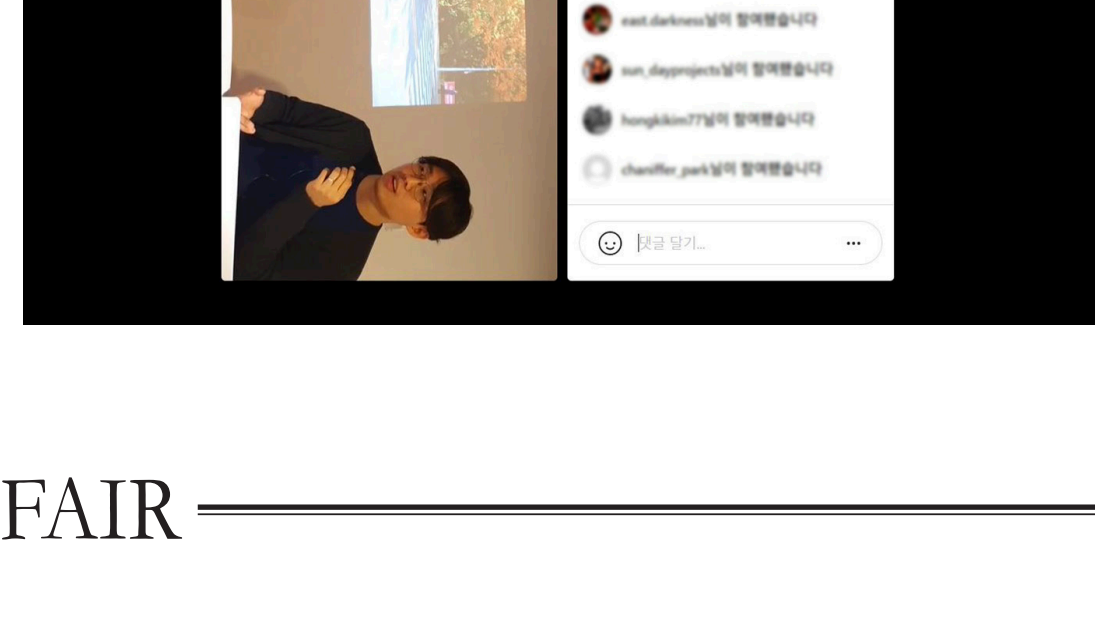 east.darkness님이 참여했습니다
sun_dayprojects님이 참여했습니다
hongkikim77님이 참여했습니다
chaniffer_park님이 참여했습니다
댓글 달기...
FAIR